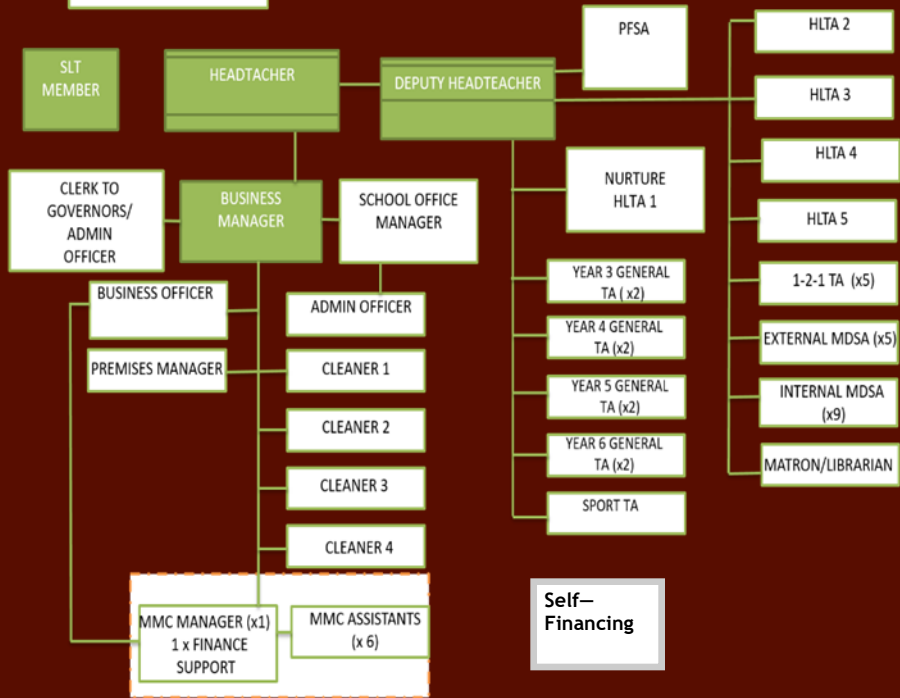 SLT
MEMBER
HEADTACHER
DEPUTY HEADTEACHER
PFSA
HLTA 2
HLTA 3
HLTA 4
HLTA 5
1-2-1 TA (x5)
EXTERNAL MDSA (x5)
INTERNAL MDSA
(x9)
MATRON/LIBRARIAN
CLERK TO
GOVERNORS/
ADMIN
OFFICER
BUSINESS
MANAGER
SCHOOL OFFICE
MANAGER
NURTURE
HLTA 1
BUSINESS OFFICER
ADMIN OFFICER
PREMISES MANAGER
CLEANER 1
CLEANER 2
CLEANER 3
CLEANER 4
YEAR 3 GENERAL
TA ( x2)
YEAR 4 GENERAL
TA (x2)
YEAR 5 GENERAL
TA (x2)
YEAR 6 GENERAL
TA (x2)
SPORT TA
MMC MANAGER (x1)
1 x FINANCE
SUPPORT
MMC ASSISTANTS
(x 6)
Self—
Financing